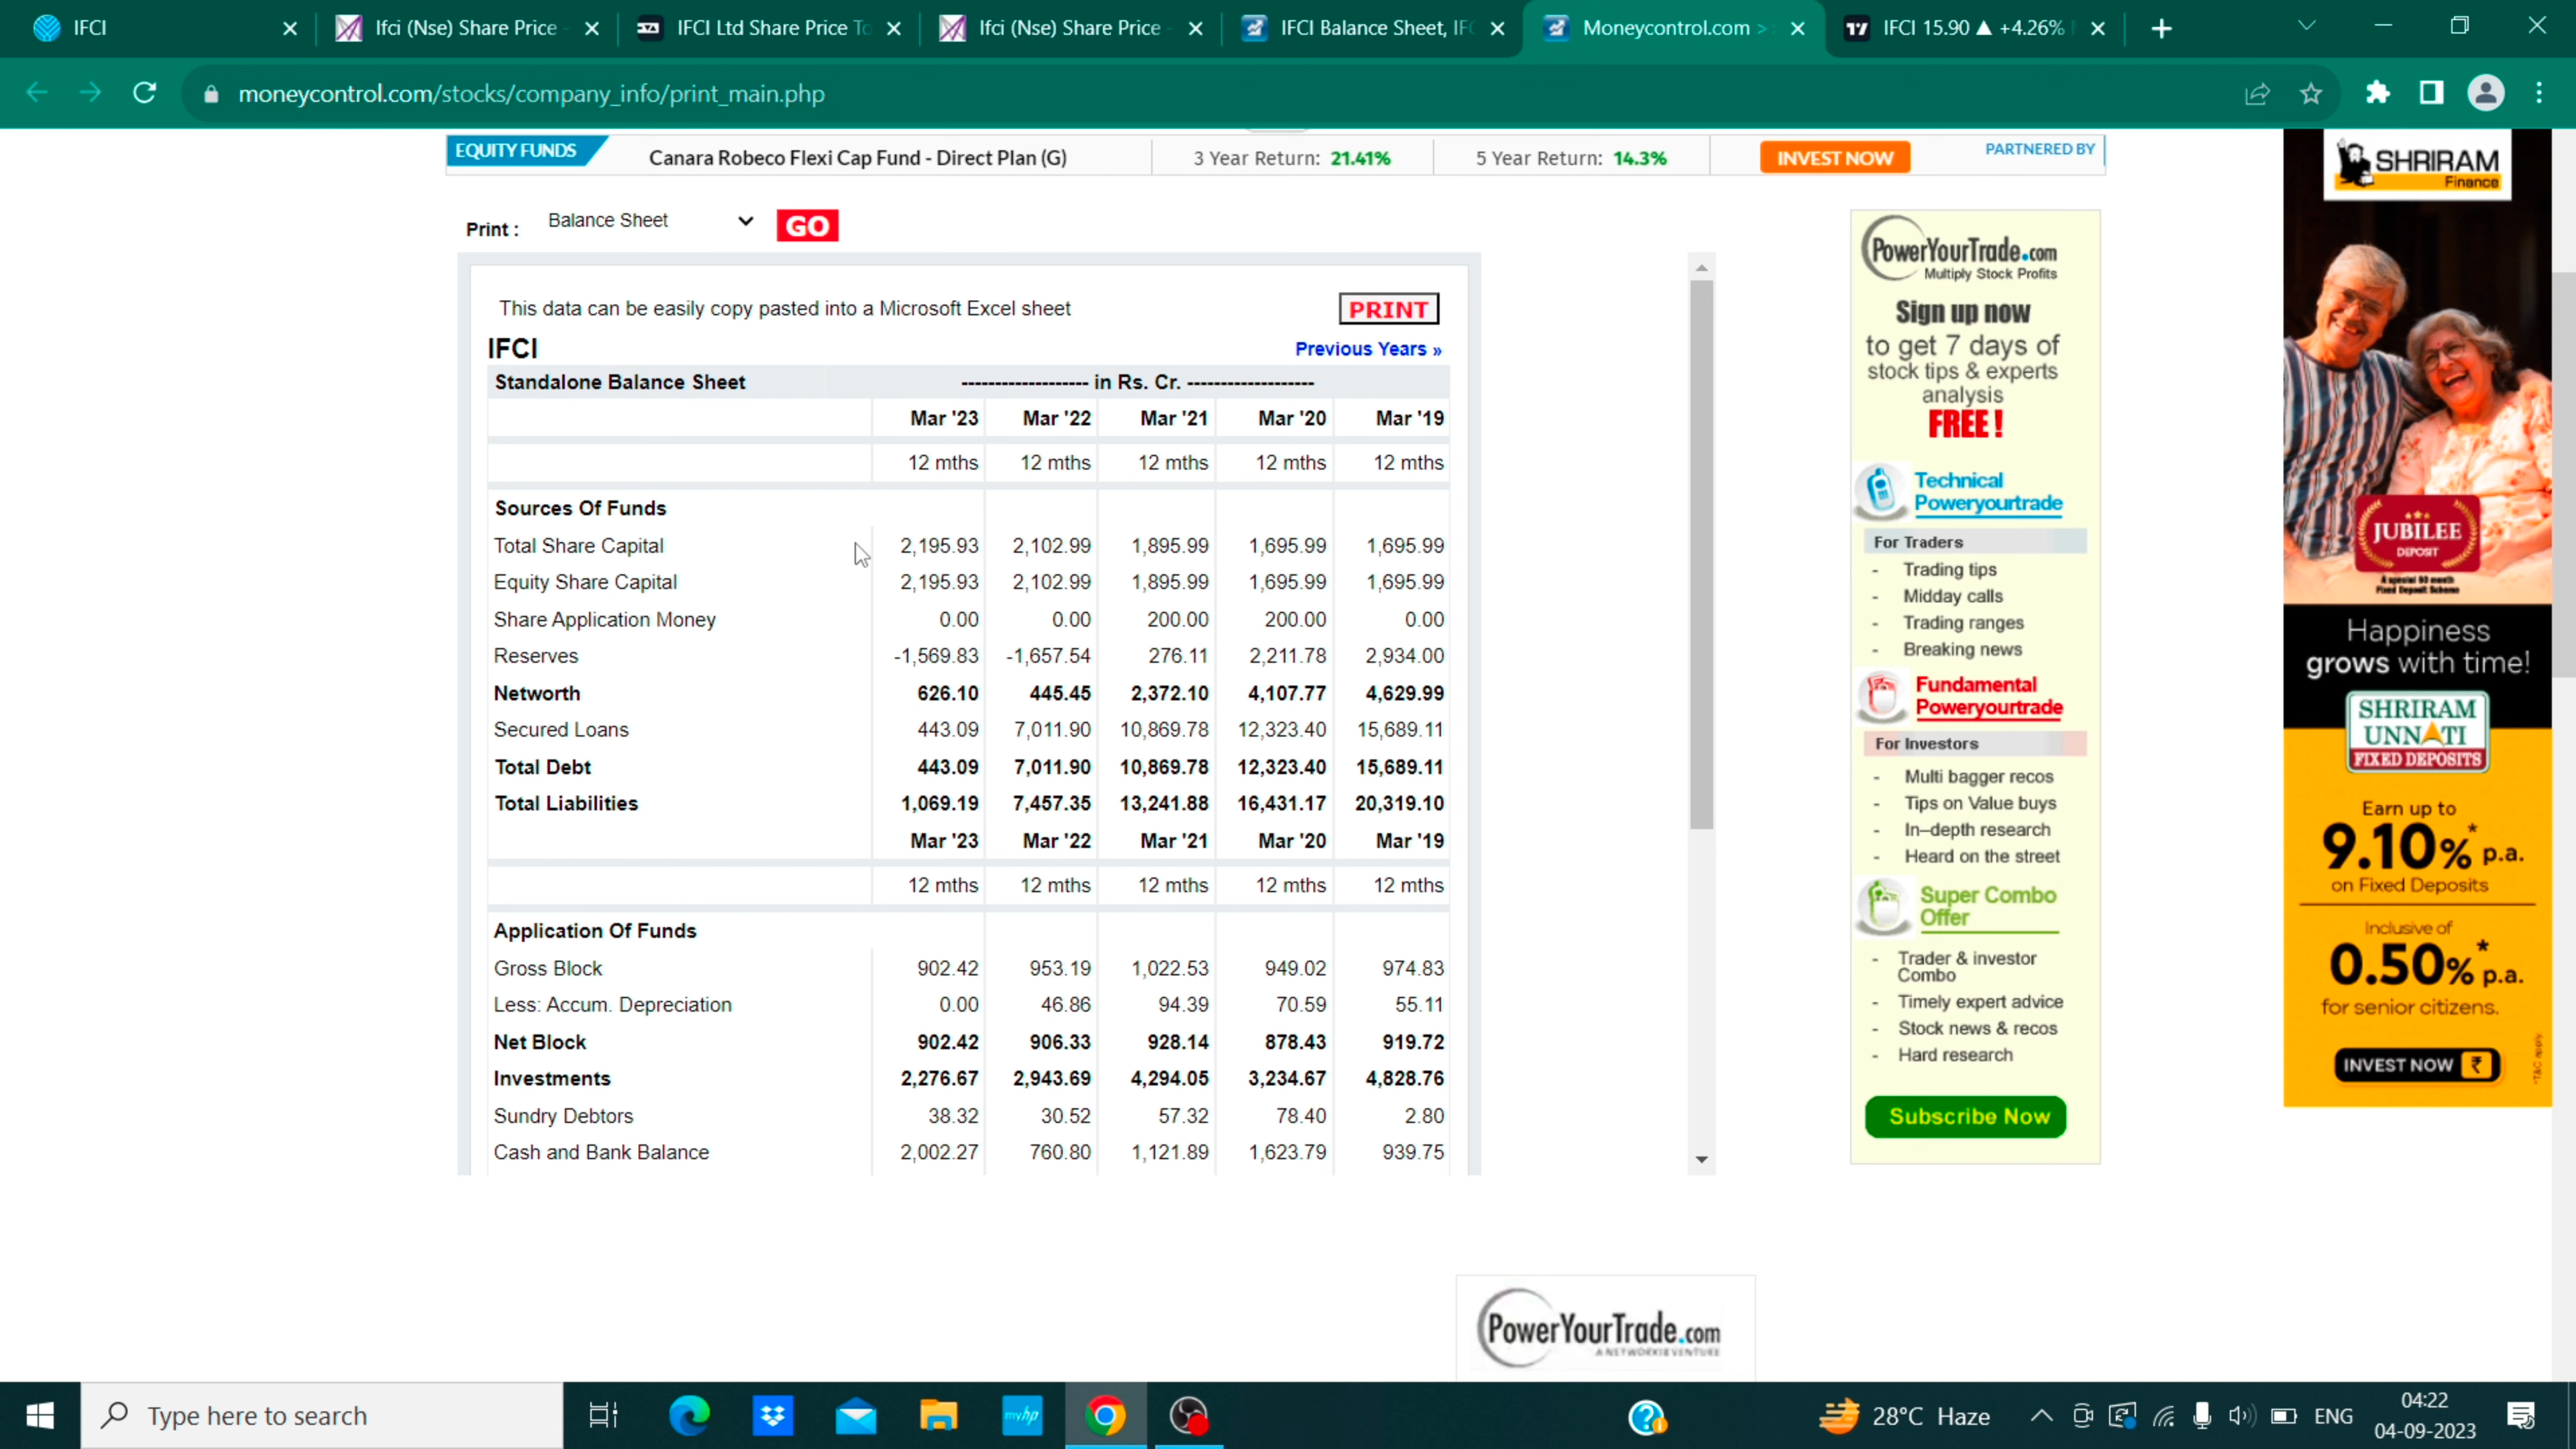 IFCI
Ifci (Nse) Share Price -
IFCI Ltd Share Price To
Ifci (Nse) Share Price -
IFCI Balance Sheet, IFC
Moneycontrol.com >
IFCI 15.90 ▲ +4.26%
moneycontrol.com/stocks/company_info/print_main.php
EQUITY FUNDS
Canara Robeco Flexi Cap Fund - Direct Plan (G)
3 Year Return: 21.41%
5 Year Return: 14.3%
INVEST NOW
PARTNERED BY
Print :
Balance Sheet
GO
This data can be easily copy pasted into a Microsoft Excel sheet
PRINT
IFCI
Previous Years »
Standalone Balance Sheet ------------------- in Rs. Cr. -------------------
Mar '23 Mar '22 Mar '21 Mar '20 Mar '19
12 mths 12 mths 12 mths 12 mths 12 mths
Sources Of Funds
Total Share Capital 2,195.93 2,102.99 1,895.99 1,695.99 1,695.99
Equity Share Capital 2,195.93 2,102.99 1,895.99 1,695.99 1,695.99
Share Application Money 0.00 0.00 200.00 200.00 0.00
Reserves -1,569.83 -1,657.54 276.11 2,211.78 2,934.00
Networth 626.10 445.45 2,372.10 4,107.77 4,629.99
Secured Loans 443.09 7,011.90 10,869.78 12,323.40 15,689.11
Total Debt 443.09 7,011.90 10,869.78 12,323.40 15,689.11
Total Liabilities 1,069.19 7,457.35 13,241.88 16,431.17 20,319.10
Mar '23 Mar '22 Mar '21 Mar '20 Mar '19
12 mths 12 mths 12 mths 12 mths 12 mths
Application Of Funds
Gross Block 902.42 953.19 1,022.53 949.02 974.83
Less: Accum. Depreciation 0.00 46.86 94.39 70.59 55.11
Net Block 902.42 906.33 928.14 878.43 919.72
Investments 2,276.67 2,943.69 4,294.05 3,234.67 4,828.76
Sundry Debtors 38.32 30.52 57.32 78.40 2.80
Cash and Bank Balance 2,002.27 760.80 1,121.89 1,623.79 939.75
PowerYourTrade.com
Multiply Stock Profits
Sign up now
to get 7 days of
stock tips & experts
analysis
FREE !
Technical
Poweryourtrade
For Traders
- Trading tips
- Midday calls
- Trading ranges
- Breaking news
Fundamental
Poweryourtrade
For Investors
- Multi bagger recos
- Tips on Value buys
- In–depth research
- Heard on the street
Super Combo
Offer
- Trader & investor
Combo
- Timely expert advice
- Stock news & recos
- Hard research
Subscribe Now
SHRIRAM
Finance
JUBILEE
DEPOSIT
A special 50 month
Fixed Deposit Scheme
Happiness
grows with time!
SHRIRAM
UNNATI
FIXED DEPOSITS
Earn up to
9.10%* p.a.
on Fixed Deposits
Inclusive of
0.50%* p.a.
for senior citizens.
INVEST NOW ₹
*T&C apply
PowerYourTrade.com
A NETWORK18 VENTURE
Type here to search
myhp
28°C Haze
ENG
04:22
04-09-2023